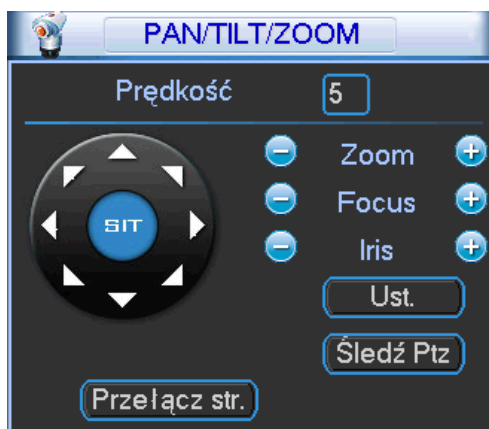 PAN/TILT/ZOOM
Prędkość 5
Zoom
SIT Focus
Iris
Ust.
Śledź Ptz
Przełącz str.